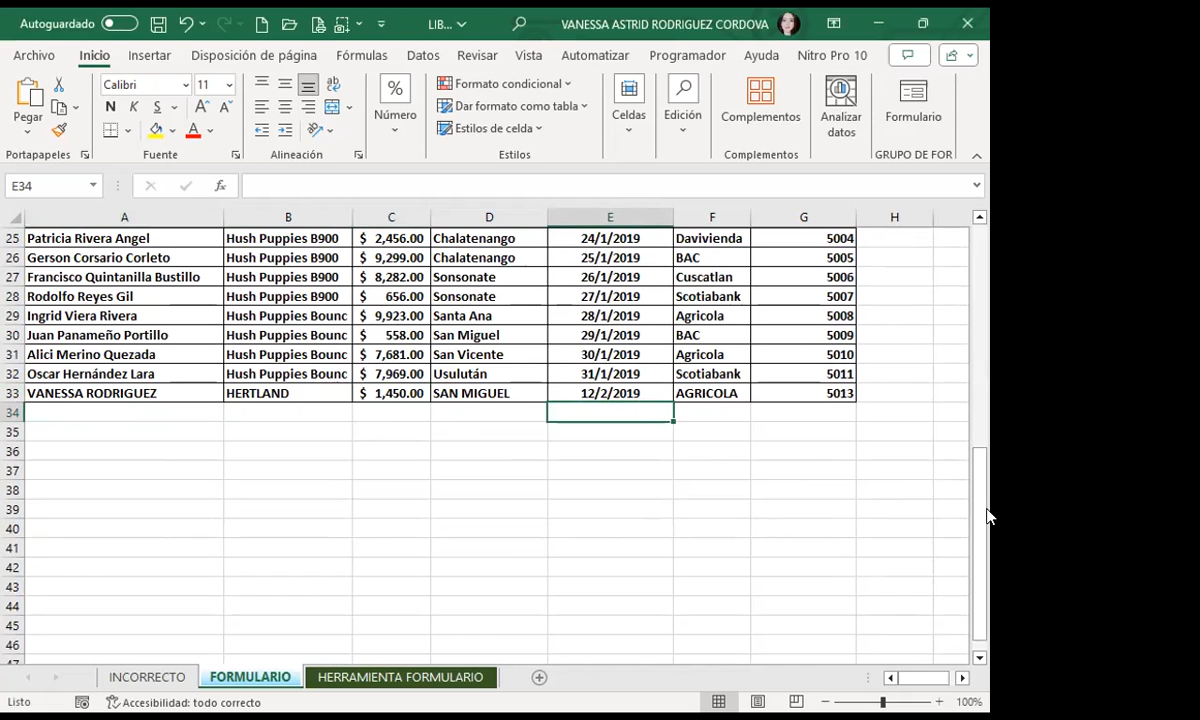 Autoguardado LIB... VANESSA ASTRID RODRIGUEZ CORDOVA
Archivo Inicio Insertar Disposición de página Fórmulas Datos Revisar Vista Automatizar Programador Ayuda Nitro Pro 10
Pegar Calibri 11 N K S Número Formato condicional Dar formato como tabla Estilos de celda Celdas Edición Complementos Analizar datos Formulario
Portapapeles Fuente Alineación Estilos Complementos GRUPO DE FOR
E34 fx
A B C D E F G H
25 Patricia Rivera Angel Hush Puppies B900 $ 2,456.00 Chalatenango 24/1/2019 Davivienda 5004
26 Gerson Corsario Corleto Hush Puppies B900 $ 9,299.00 Chalatenango 25/1/2019 BAC 5005
27 Francisco Quintanilla Bustillo Hush Puppies B900 $ 8,282.00 Sonsonate 26/1/2019 Cuscatlan 5006
28 Rodolfo Reyes Gil Hush Puppies B900 $ 656.00 Sonsonate 27/1/2019 Scotiabank 5007
29 Ingrid Viera Rivera Hush Puppies Bounc $ 9,923.00 Santa Ana 28/1/2019 Agricola 5008
30 Juan Panameño Portillo Hush Puppies Bounc $ 558.00 San Miguel 29/1/2019 BAC 5009
31 Alici Merino Quezada Hush Puppies Bounc $ 7,681.00 San Vicente 30/1/2019 Agricola 5010
32 Oscar Hernández Lara Hush Puppies Bounc $ 7,969.00 Usulután 31/1/2019 Scotiabank 5011
33 VANESSA RODRIGUEZ HERTLAND $ 1,450.00 SAN MIGUEL 12/2/2019 AGRICOLA 5013
34
35
36
37
38
39
40
41
42
43
44
45
46
47
INCORRECTO FORMULARIO HERRAMIENTA FORMULARIO
Listo Accesibilidad: todo correcto 100%